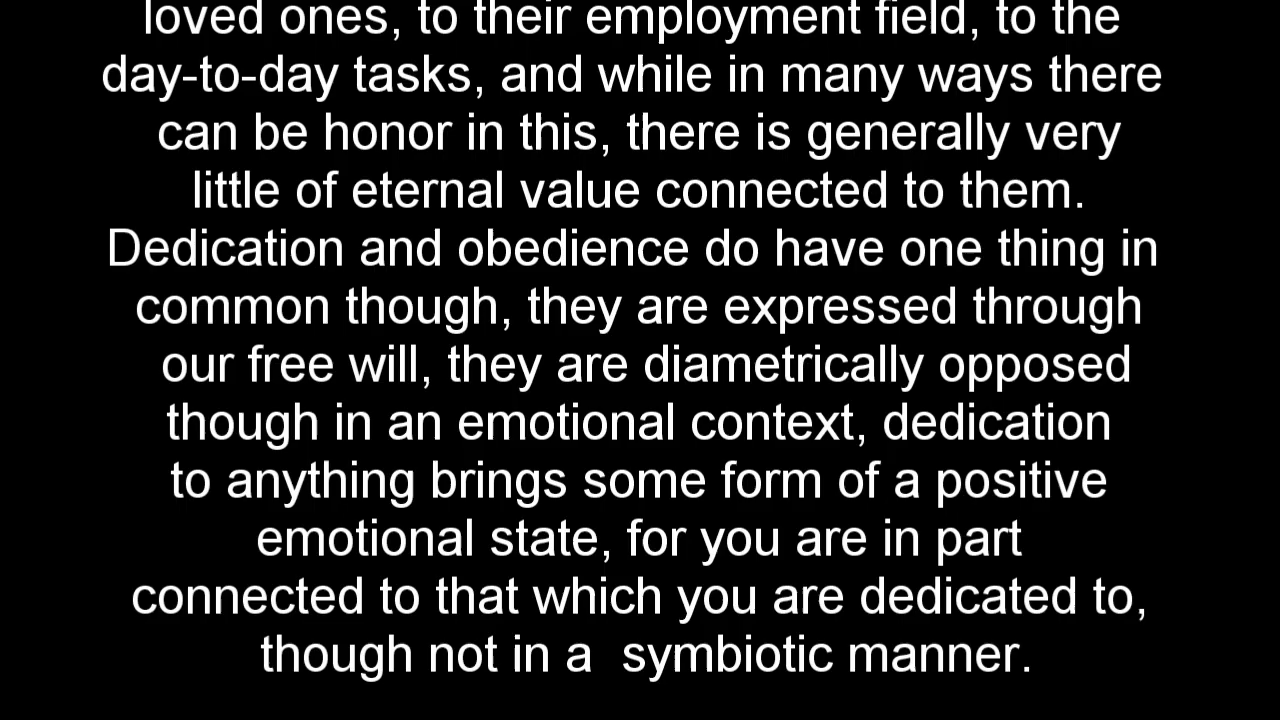 loved ones, to their employment field, to the
day-to-day tasks, and while in many ways there
can be honor in this, there is generally very
little of eternal value connected to them.
Dedication and obedience do have one thing in
common though, they are expressed through
our free will, they are diametrically opposed
though in an emotional context, dedication
to anything brings some form of a positive
emotional state, for you are in part
connected to that which you are dedicated to,
though not in a  symbiotic manner.